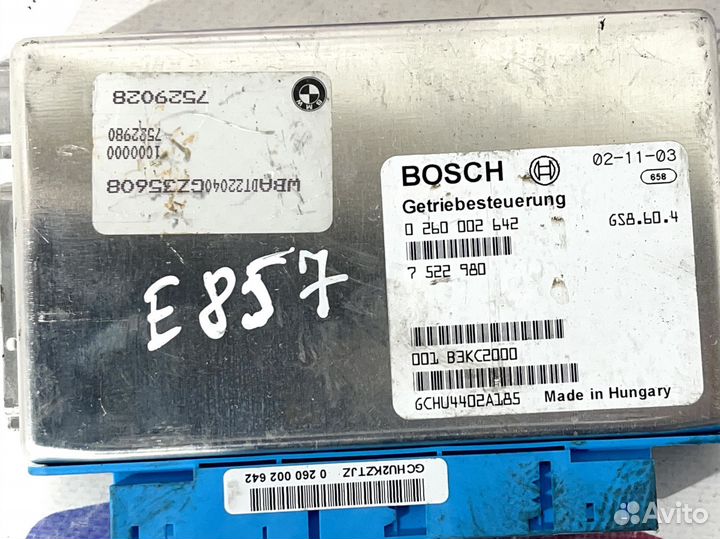 7529028
BMW
7522980
1000000
WBADT22040GZ35608
BOSCH
02-11-03
658
Getriebesteuerung
0 260 002 642
GS8.60.4
7 522 980
E857
001 B3KC2000
GCHU4402A185
Made in Hungary
GCHU2KZTJZ 0 260 002 642
Avito